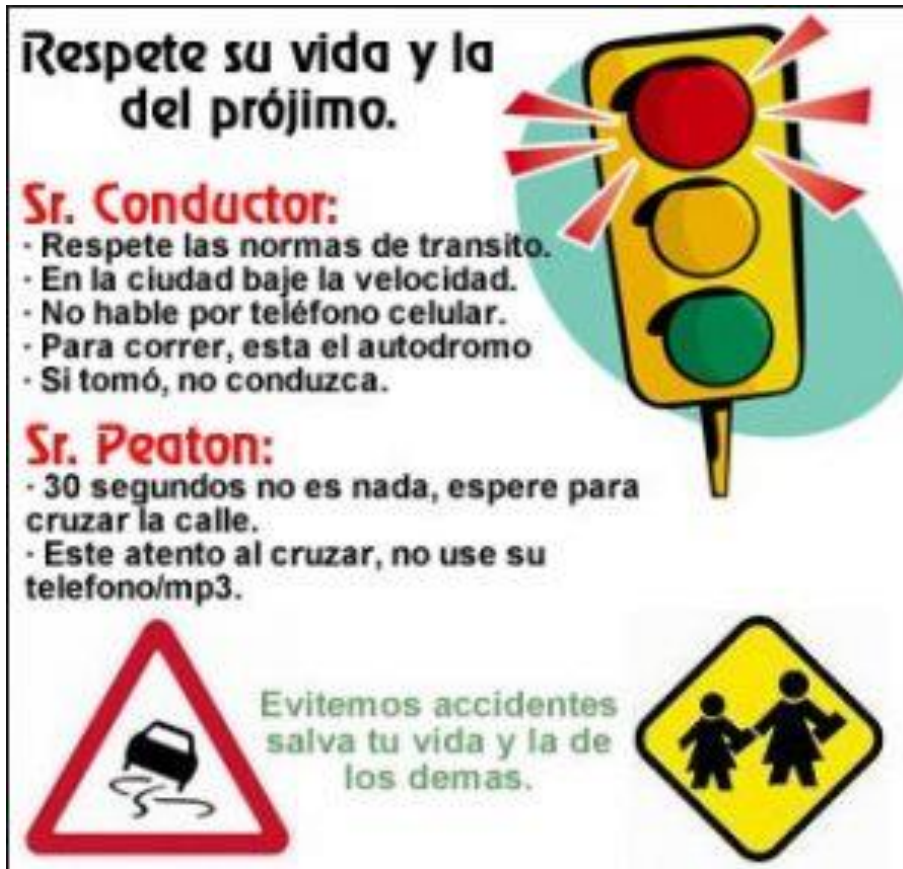 Respete su vida y la
del prójimo.
Sr. Conductor:
· Respete las normas de transito.
· En la ciudad baje la velocidad.
· No hable por teléfono celular.
· Para correr, esta el autodromo
· Si tomó, no conduzca.
Sr. Peaton:
· 30 segundos no es nada, espere para
cruzar la calle.
· Este atento al cruzar, no use su
telefono/mp3.
Evitemos accidentes
salva tu vida y la de
los demas.